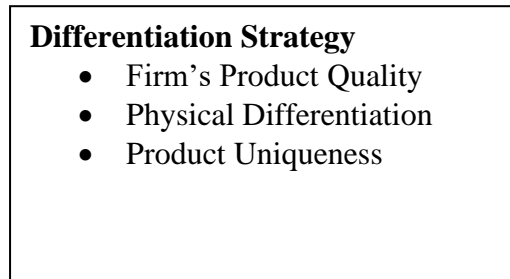 Differentiation Strategy
• Firm’s Product Quality
• Physical Differentiation
• Product Uniqueness